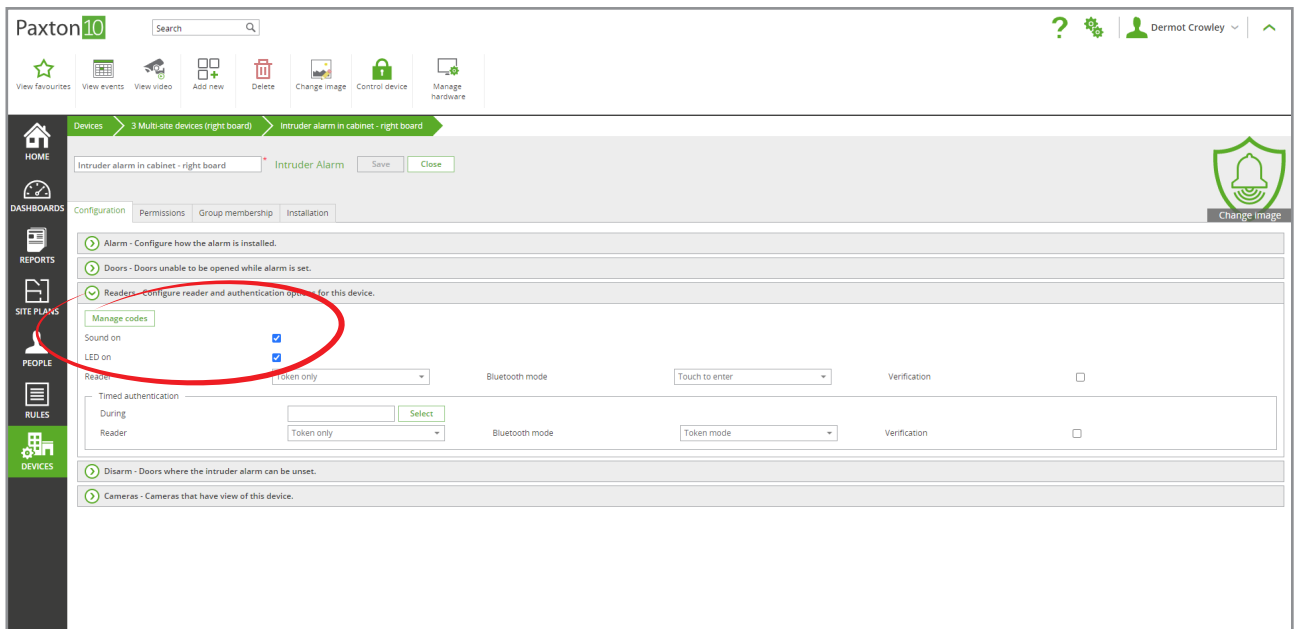 Paxton10
Search
Dermot Crowley
View favourites
View events
View video
Add new
Delete
Change image
Control device
Manage
hardware
Devices
3 Multi-site devices (right board)
Intruder alarm in cabinet - right board
HOME
DASHBOARDS
REPORTS
SITE PLANS
PEOPLE
RULES
DEVICES
Intruder alarm in cabinet - right board * Intruder Alarm Save Close
Change image
Configuration Permissions Group membership Installation
Alarm - Configure how the alarm is installed.
Doors - Doors unable to be opened while alarm is set.
Readers - Configure reader and authentication options for this device.
Manage codes
Sound on
LED on
Reader Token only Bluetooth mode Touch to enter Verification
Timed authentication
During Select
Reader Token only Bluetooth mode Token mode Verification
Disarm - Doors where the intruder alarm can be unset.
Cameras - Cameras that have view of this device.